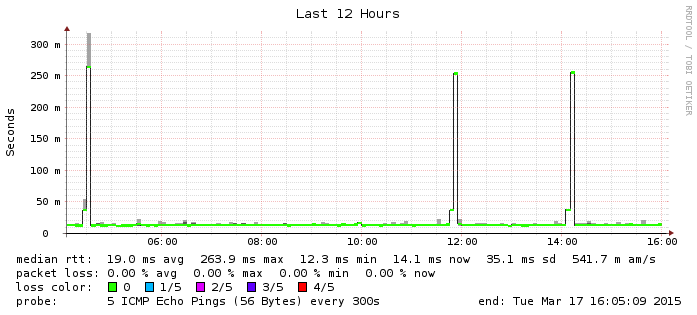 Last 12 Hours
RRDTOOL / TOBI OETIKER
Seconds
300 m
250 m
200 m
150 m
100 m
50 m
0
06:00 08:00 10:00 12:00 14:00 16:00
median rtt: 19.0 ms avg 263.9 ms max 12.3 ms min 14.1 ms now 35.1 ms sd 541.7 m am/s
packet loss: 0.00 % avg 0.00 % max 0.00 % min 0.00 % now
loss color: 0 1/5 2/5 3/5 4/5
probe: 5 ICMP Echo Pings (56 Bytes) every 300s end: Tue Mar 17 16:05:09 2015